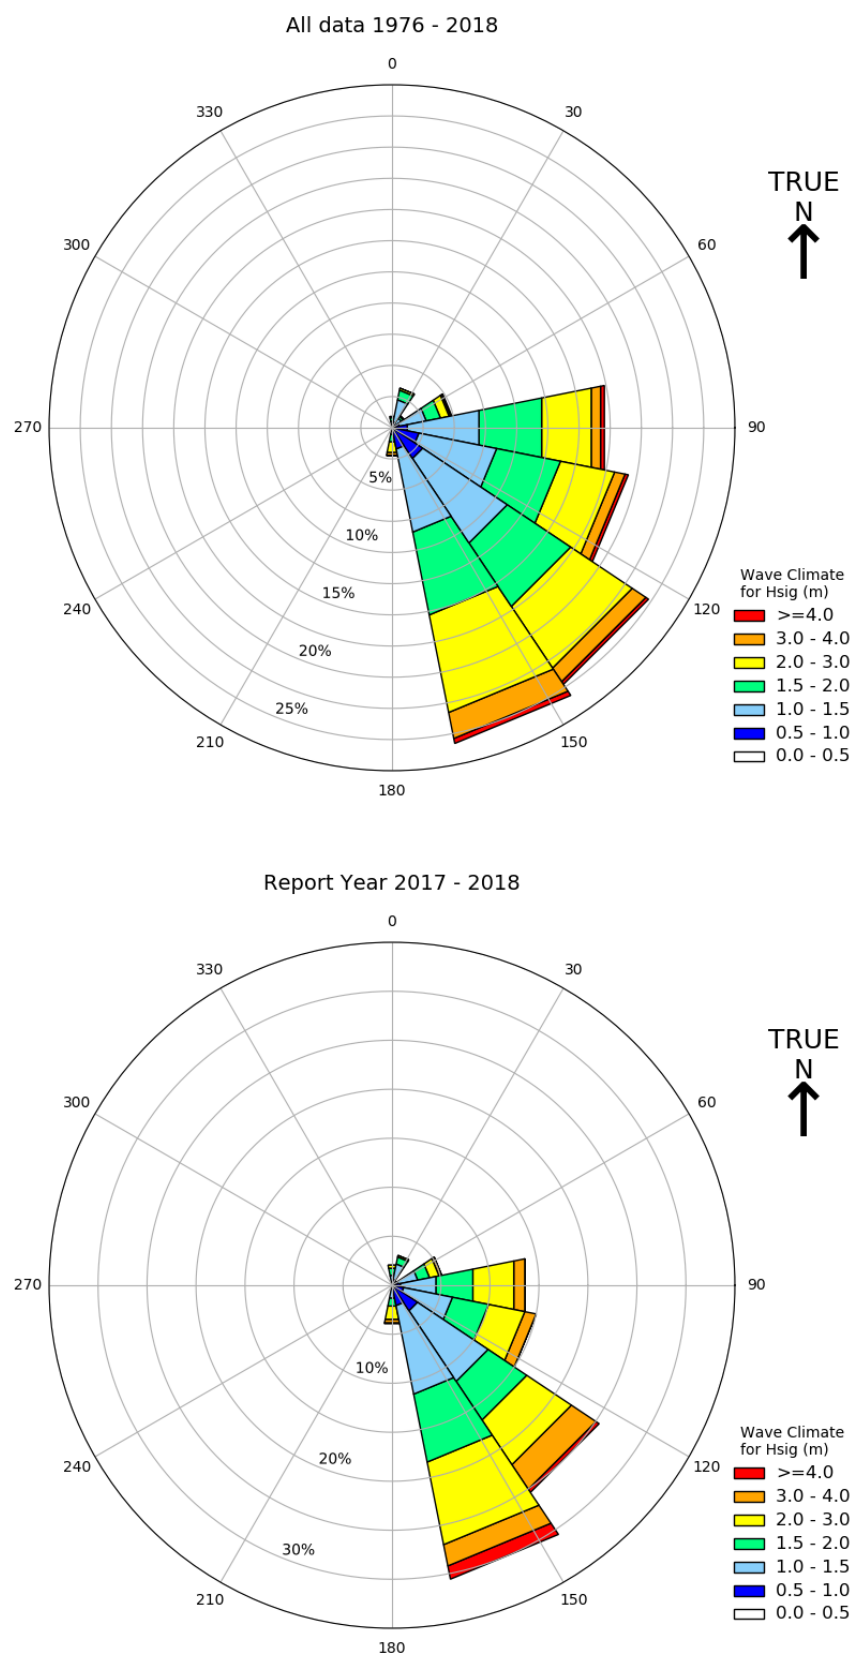 All data 1976 - 2018
0
330
30
TRUE
N
300
60
270
90
5%
10%
15%
20%
25%
240
120
210
150
180
Wave Climate
for Hsig (m)
>=4.0
3.0 - 4.0
2.0 - 3.0
1.5 - 2.0
1.0 - 1.5
0.5 - 1.0
0.0 - 0.5
Report Year 2017 - 2018
0
330
30
TRUE
N
300
60
270
90
10%
20%
30%
240
120
210
150
180
Wave Climate
for Hsig (m)
>=4.0
3.0 - 4.0
2.0 - 3.0
1.5 - 2.0
1.0 - 1.5
0.5 - 1.0
0.0 - 0.5